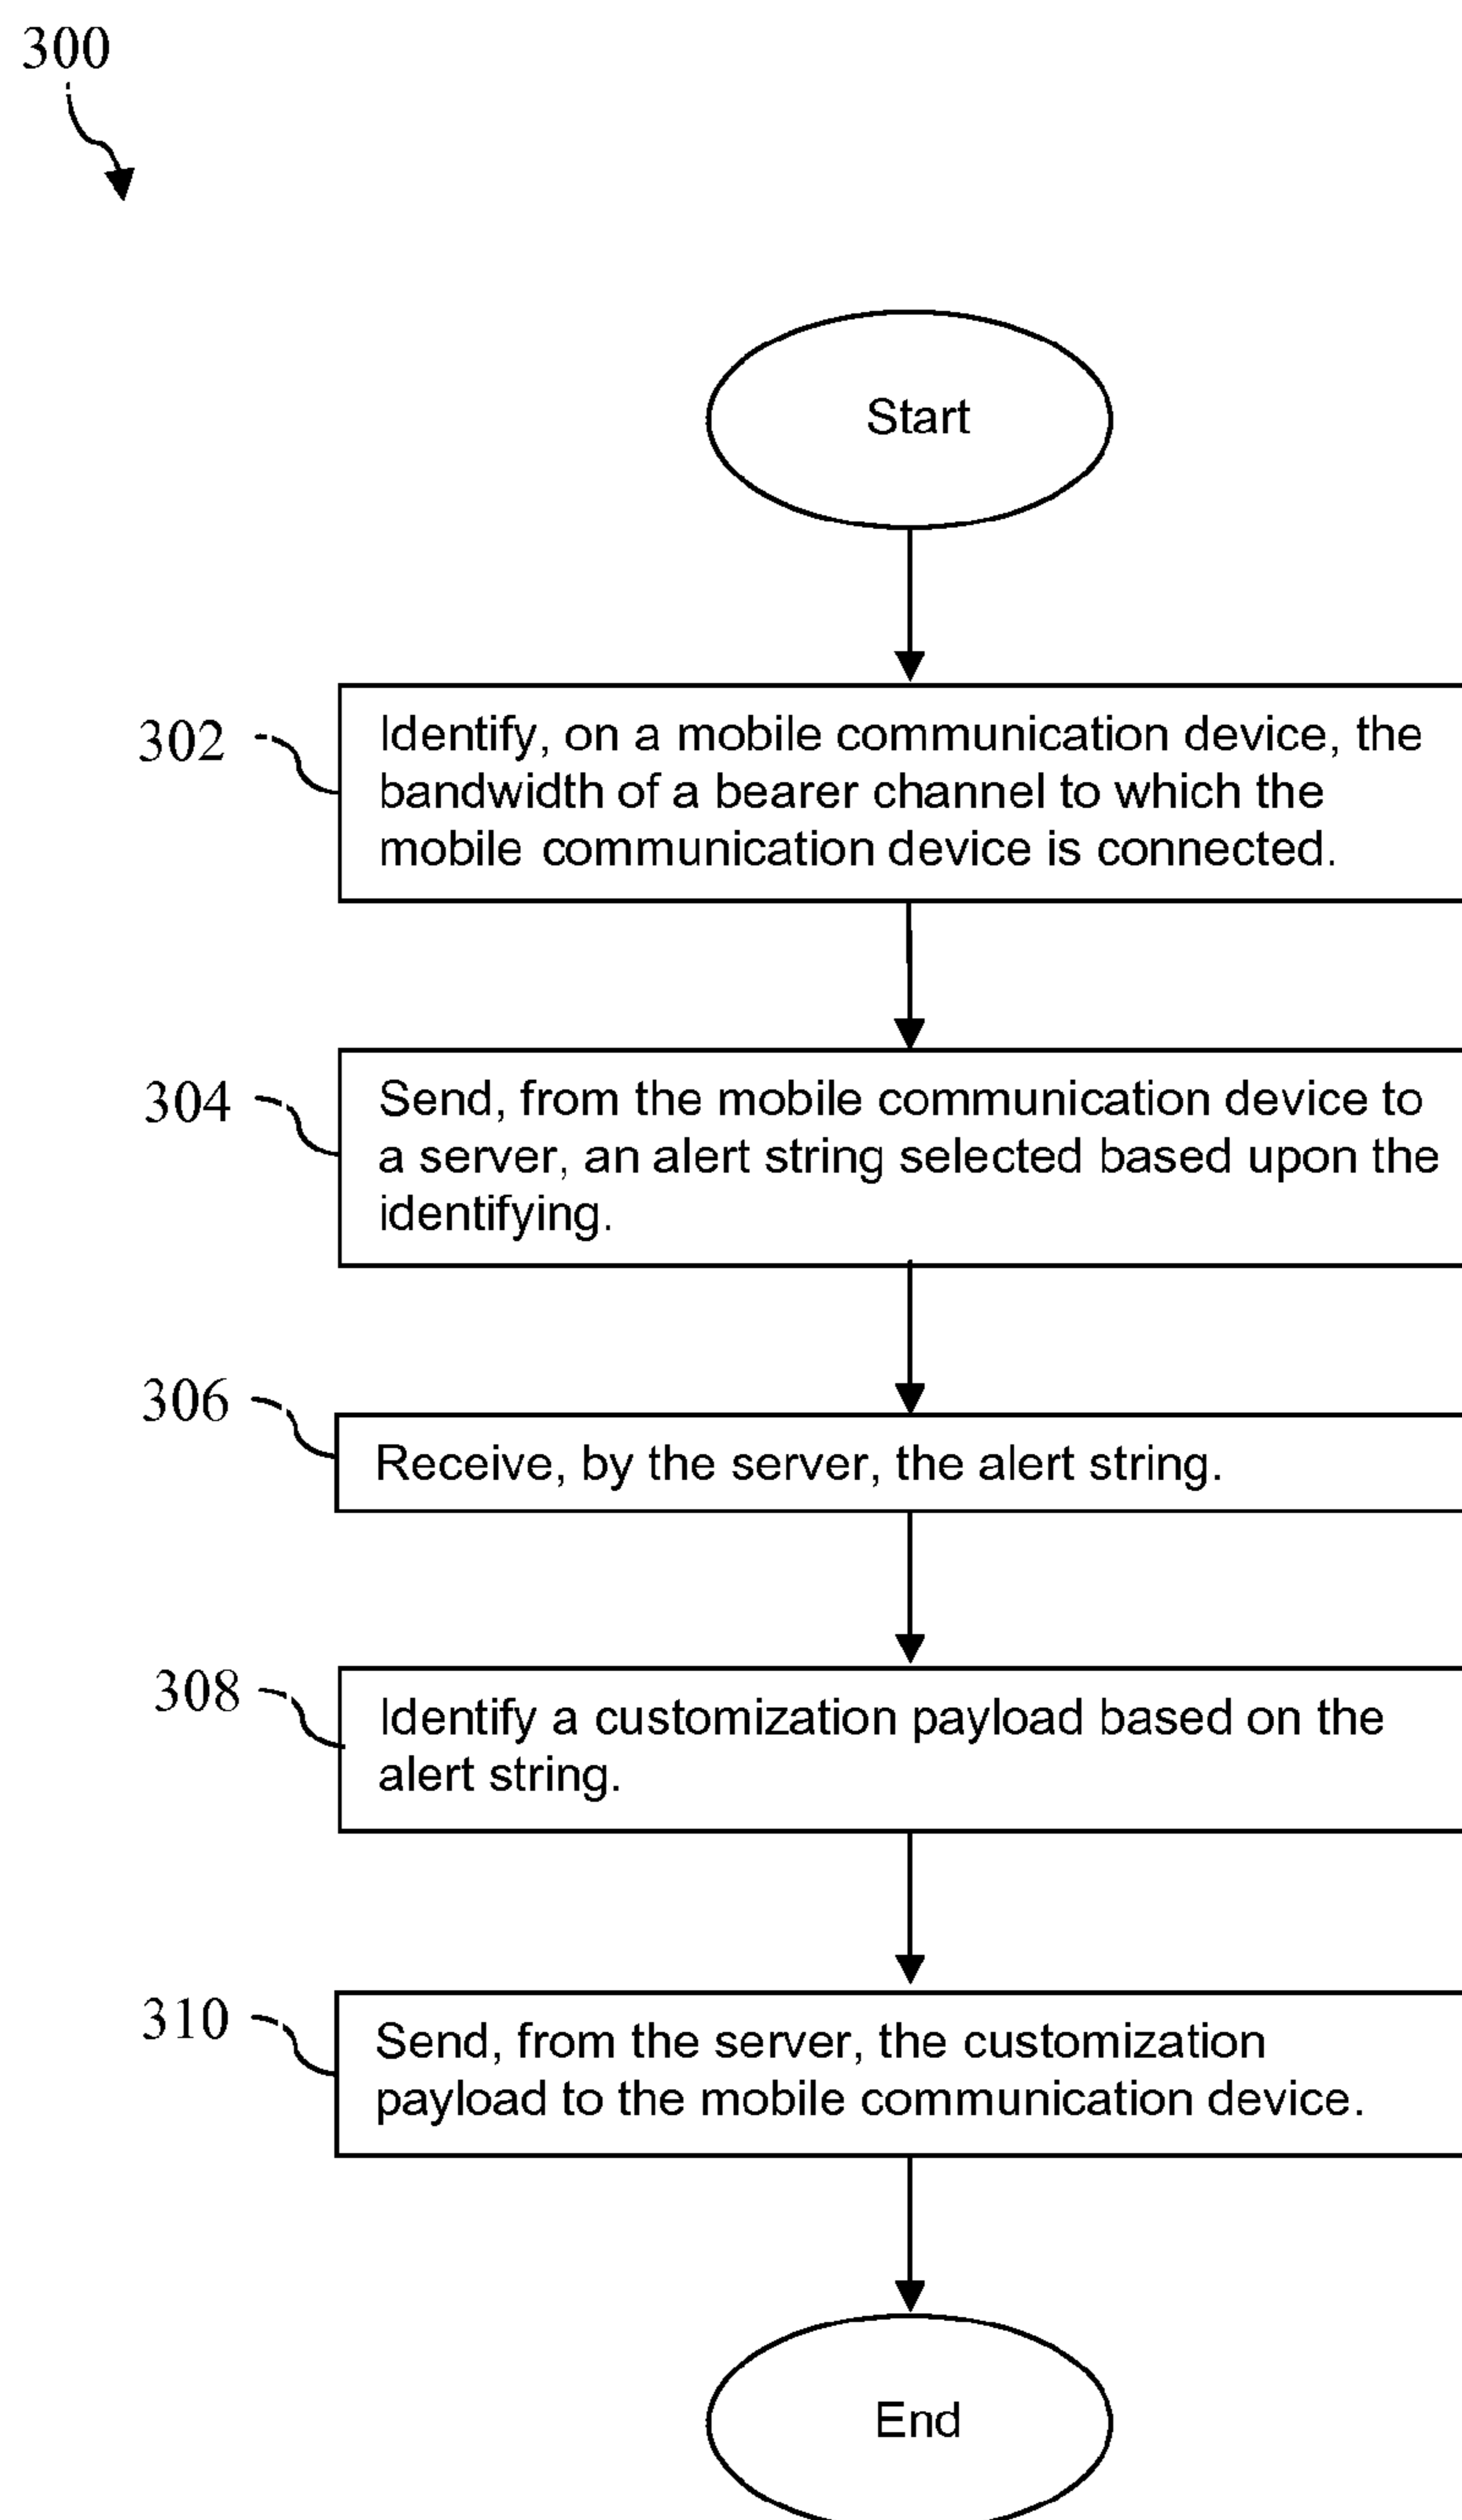 300
Start
302
Identify, on a mobile communication device, the
bandwidth of a bearer channel to which the
mobile communication device is connected.
304
Send, from the mobile communication device to
a server, an alert string selected based upon the
identifying.
306
Receive, by the server, the alert string.
308
Identify a customization payload based on the
alert string.
310
Send, from the server, the customization
payload to the mobile communication device.
End